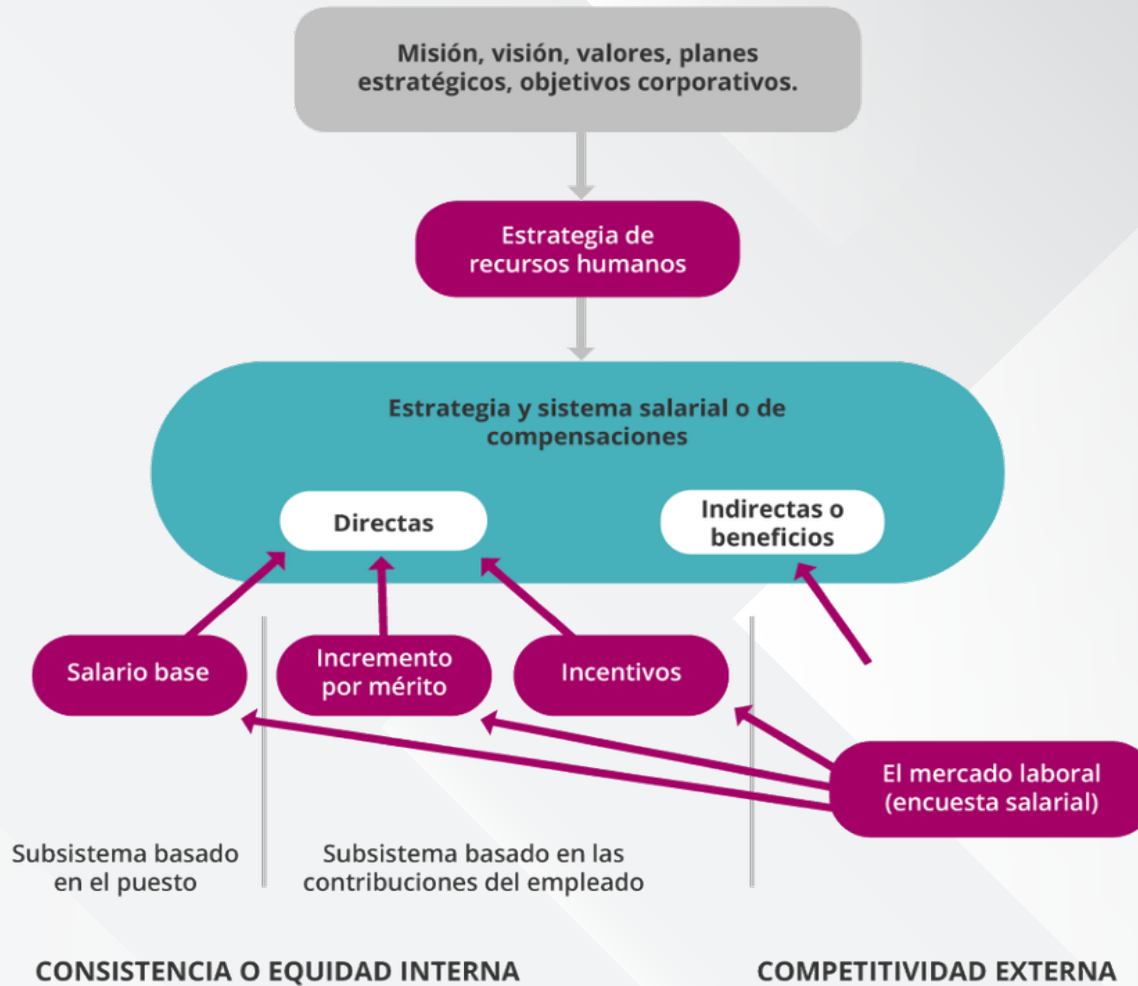 Misión, visión, valores, planes
estratégicos, objetivos corporativos.
Estrategia de
recursos humanos
Estrategia y sistema salarial o de
compensaciones
Directas
Indirectas o
beneficios
Salario base
Incremento
por mérito
Incentivos
El mercado laboral
(encuesta salarial)
Subsistema basado
en el puesto
Subsistema basado en las
contribuciones del empleado
CONSISTENCIA O EQUIDAD INTERNA
COMPETITIVIDAD EXTERNA